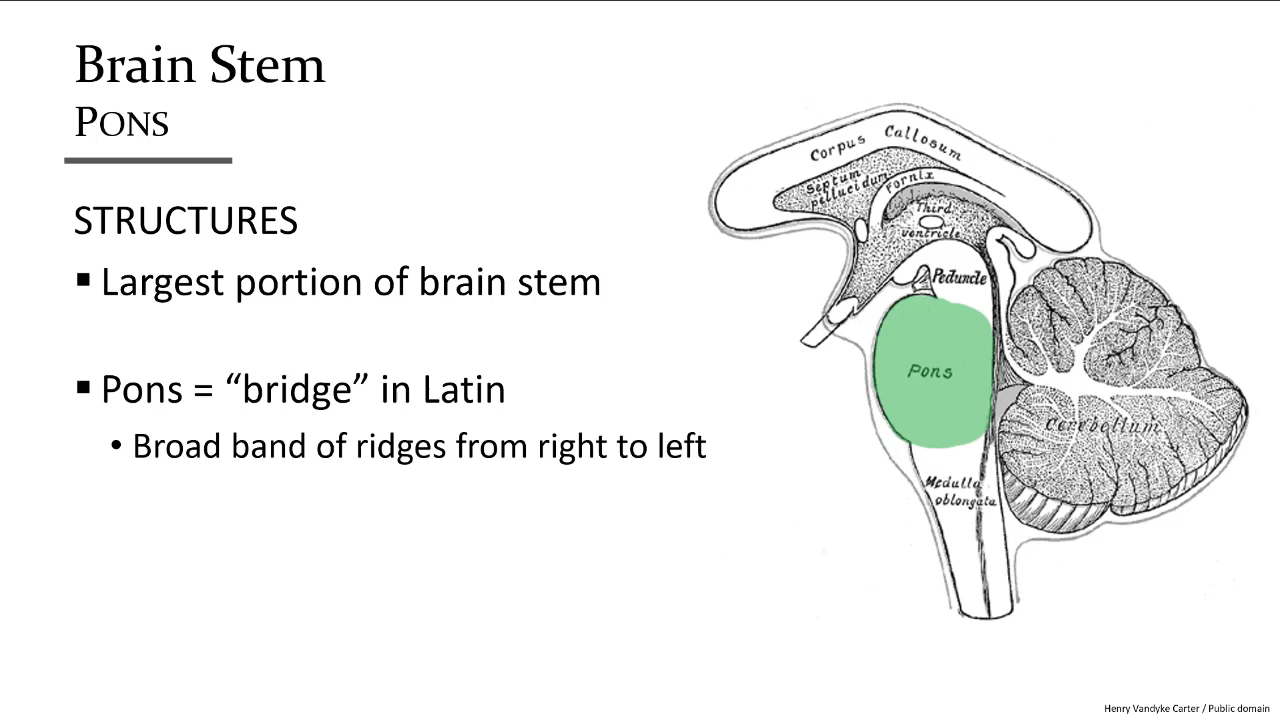 Brain Stem
PONS
STRUCTURES
▪ Largest portion of brain stem
▪ Pons = “bridge” in Latin
• Broad band of ridges from right to left
Corpus Callosum
Septum
pellucidum
Fornix
Third
ventricle
Peduncle
Pons
Cerebellum
Medulla
oblongata
Henry Vandyke Carter / Public domain